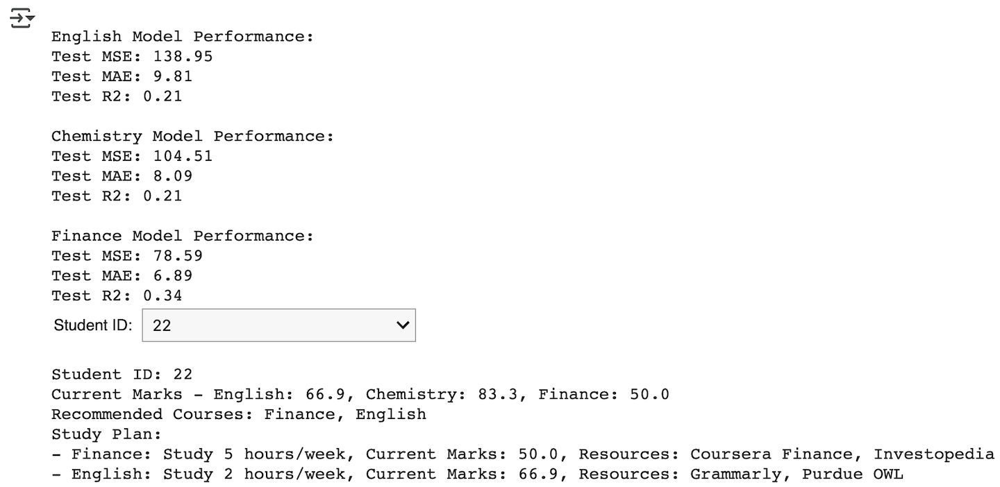 English Model Performance:
Test MSE: 138.95
Test MAE: 9.81
Test R2: 0.21
Chemistry Model Performance:
Test MSE: 104.51
Test MAE: 8.09
Test R2: 0.21
Finance Model Performance:
Test MSE: 78.59
Test MAE: 6.89
Test R2: 0.34
Student ID: 22
Student ID: 22
Current Marks – English: 66.9, Chemistry: 83.3, Finance: 50.0
Recommended Courses: Finance, English
Study Plan:
– Finance: Study 5 hours/week, Current Marks: 50.0, Resources: Coursera Finance, Investopedia
– English: Study 2 hours/week, Current Marks: 66.9, Resources: Grammarly, Purdue OWL